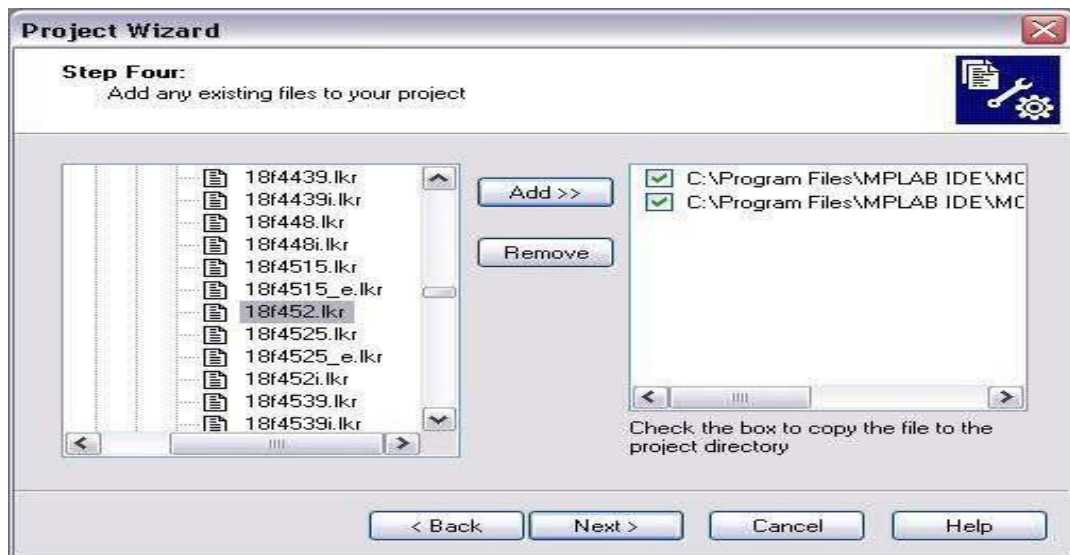 Project Wizard
Step Four:
Add any existing files to your project
18f4439.lkr
18f4439i.lkr
18f448.lkr
18f448i.lkr
18f4515.lkr
18f4515_e.lkr
18f452.lkr
18f4525.lkr
18f4525_e.lkr
18f452i.lkr
18f4539.lkr
18f4539i.lkr
Add >>
Remove
C:\Program Files\MPLAB IDE\MC
C:\Program Files\MPLAB IDE\MC
Check the box to copy the file to the
project directory
< Back
Next >
Cancel
Help